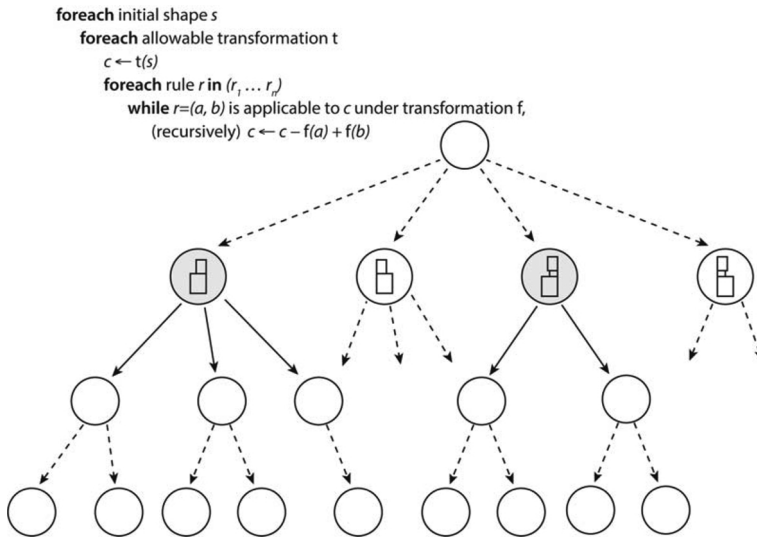 foreach initial shape s
foreach allowable transformation t
c ← t(s)
foreach rule r in (r₁ … rₙ)
while r=(a, b) is applicable to c under transformation f,
(recursively) c ← c – f(a) + f(b)